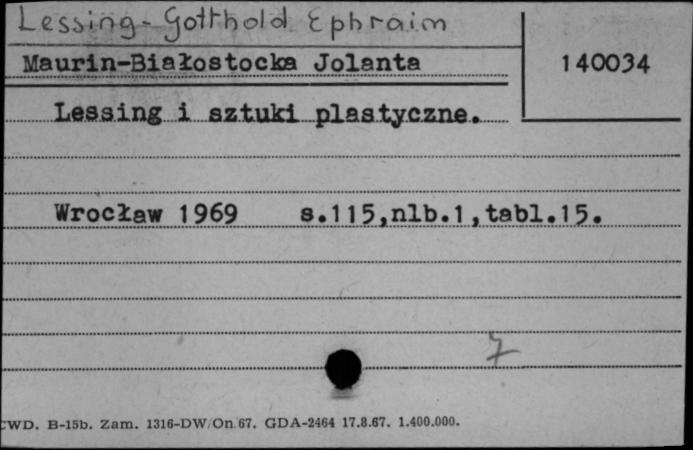 Lessing-Gotthold Ephraim
Maurin-Białostocka Jolanta 140034
Lessing i sztuki plastyczne.
Wrocław 1969 s.115,nlb.1,tabl.15.
7
CWD. B-15b. Zam. 1316-DW/On 67. GDA-2464 17.8.67. 1.400.000.